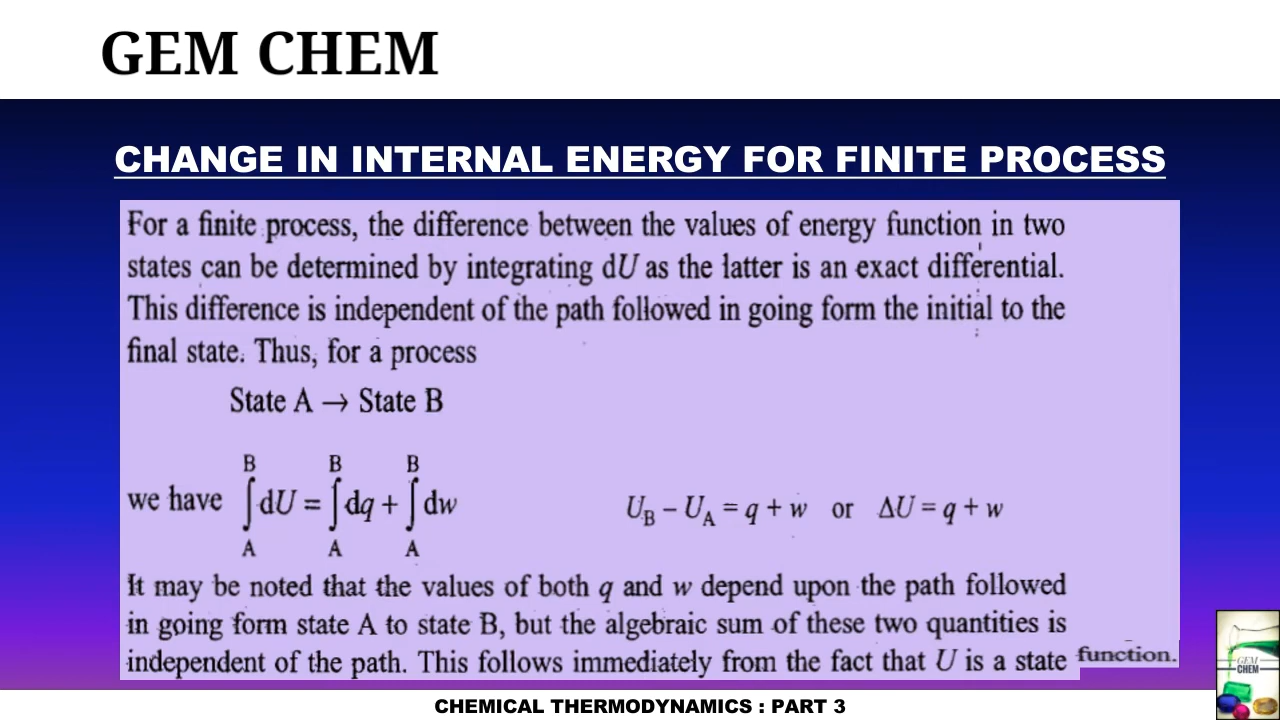 GEM CHEM
CHANGE IN INTERNAL ENERGY FOR FINITE PROCESS
For a finite process, the difference between the values of energy function in two
states can be determined by integrating dU as the latter is an exact differential.
This difference is independent of the path followed in going form the initial to the
final state. Thus, for a process
State A → State B
we have ∫_A^B dU = ∫_A^B dq + ∫_A^B dw U_B – U_A = q + w or ΔU = q + w
It may be noted that the values of both q and w depend upon the path followed
in going form state A to state B, but the algebraic sum of these two quantities is
independent of the path. This follows immediately from the fact that U is a state function.
GEM
CHEM
CHEMICAL THERMODYNAMICS : PART 3